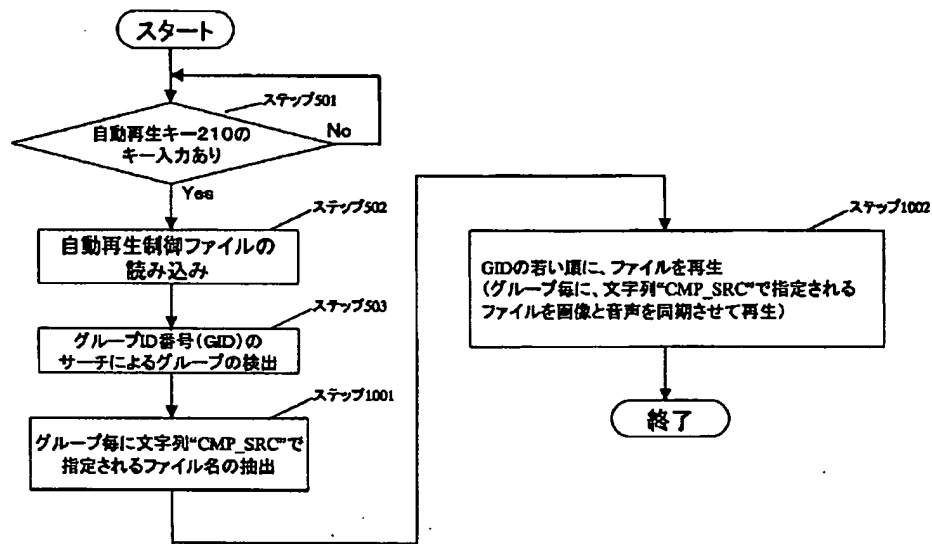 スタート
ステップ501
自動再生キー210の
キー入力あり
No
Yes
ステップ502
自動再生制御ファイルの
読み込み
ステップ503
グループID番号(GID)の
サーチによるグループの検出
ステップ1001
グループ毎に文字列“CMP_SRC”で
指定されるファイル名の抽出
ステップ1002
GIDの若い順に、ファイルを再生
(グループ毎に、文字列“CMP_SRC”で指定される
ファイルを画像と音声を同期させて再生)
終了